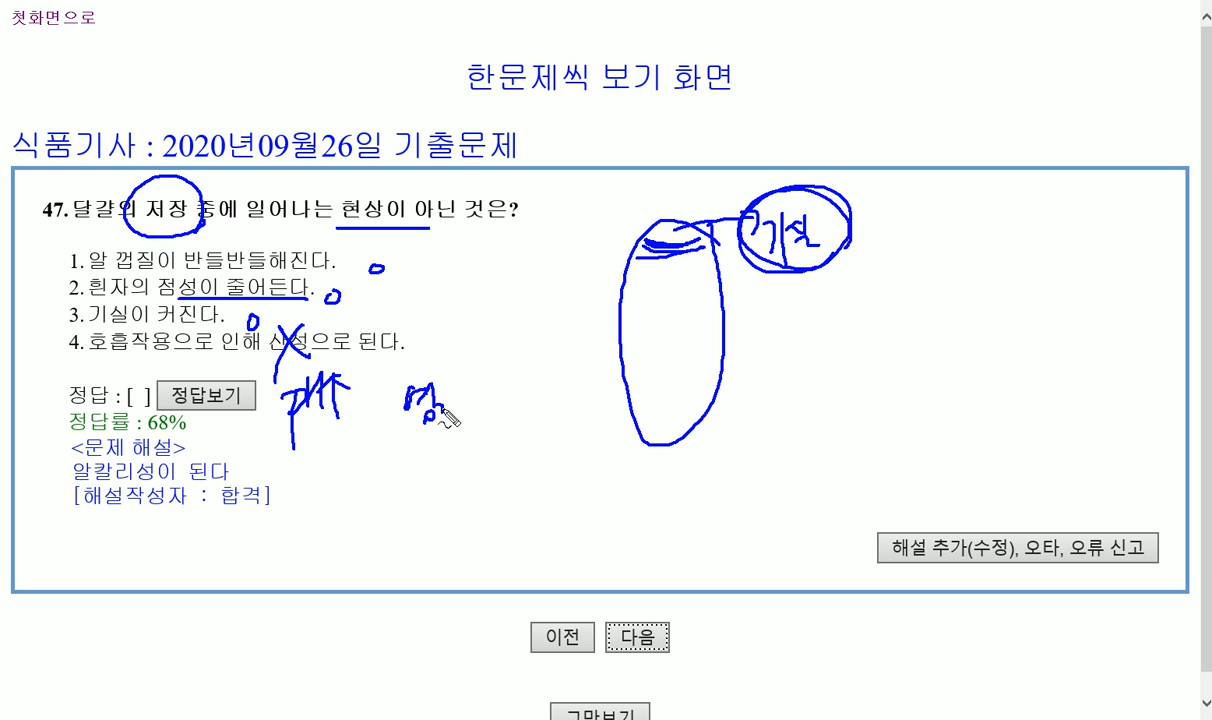 첫화면으로
한문제씩 보기 화면
식품기사 : 2020년09월26일 기출문제
47. 달걀의 저장 중에 일어나는 현상이 아닌 것은?
1. 알 껍질이 반들반들해진다.
2. 흰자의 점성이 줄어든다.
3. 기실이 커진다.
4. 호흡작용으로 인해 산성으로 된다.
기실
정답 : [ ] 정답보기
정답률 : 68%
<문제 해설>
알칼리성이 된다
[해설작성자 : 합격]
해설 추가(수정), 오타, 오류 신고
이전 다음
그만보기